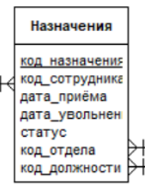 Назначения
код_назначения
код_сотрудника
дата_приёма
дата_увольнен
статус
код_отдела
код_должности